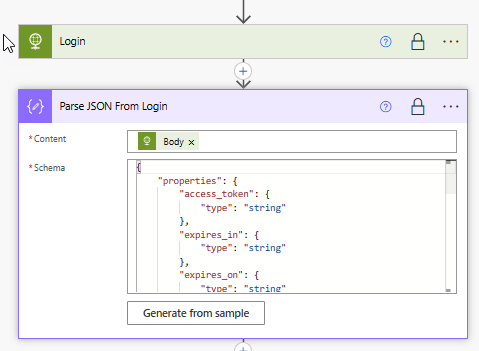 Login
Parse JSON From Login
*Content
Body ×
*Schema
{
"properties": {
"access_token": {
"type": "string"
},
"expires_in": {
"type": "string"
},
"expires_on": {
"type": "string"
Generate from sample